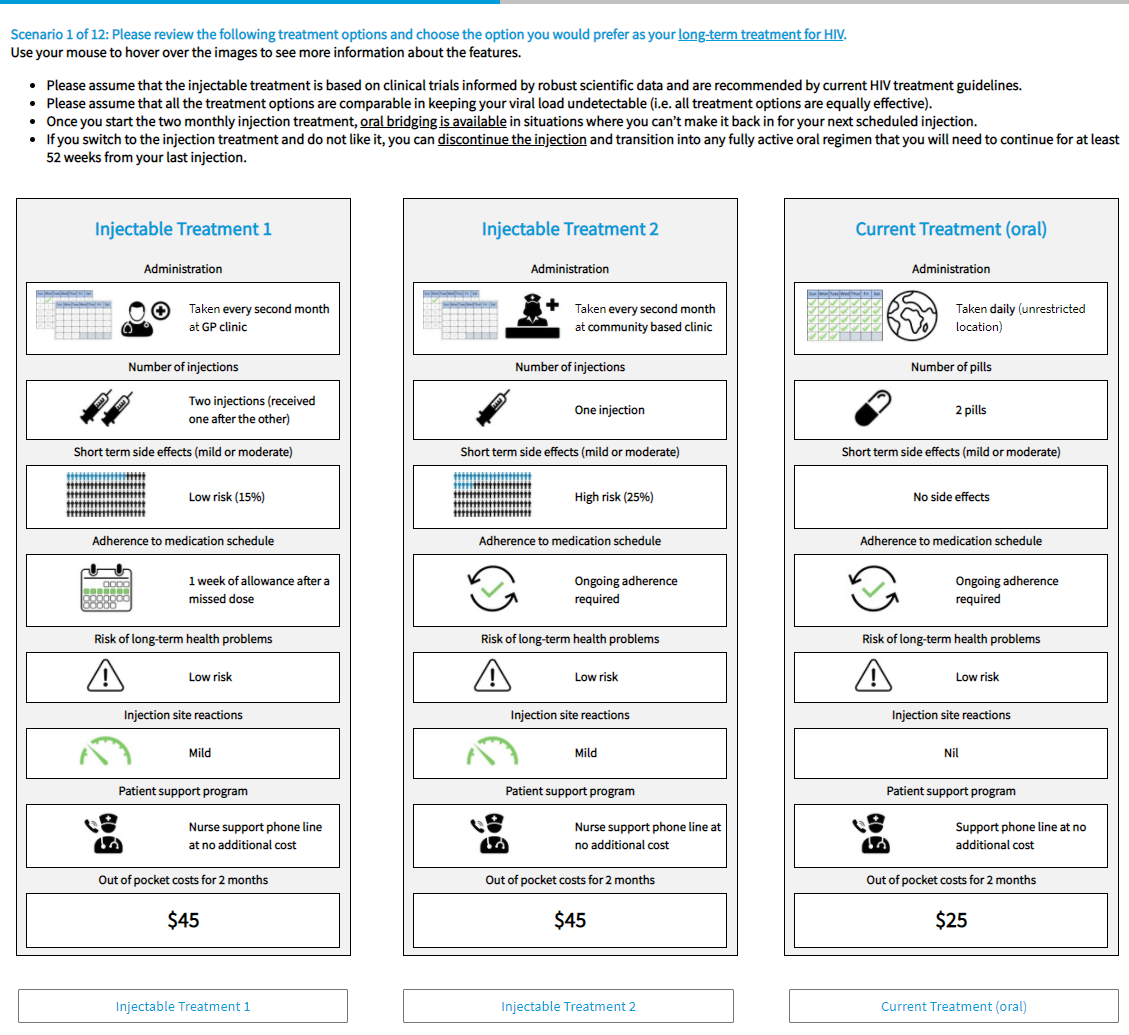 Scenario 1 of 12: Please review the following treatment options and choose the option you would prefer as your long-term treatment for HIV.
Use your mouse to hover over the images to see more information about the features.
• Please assume that the injectable treatment is based on clinical trials informed by robust scientific data and are recommended by current HIV treatment guidelines.
• Please assume that all the treatment options are comparable in keeping your viral load undetectable (i.e. all treatment options are equally effective).
• Once you start the two monthly injection treatment, oral bridging is available in situations where you can’t make it back in for your next scheduled injection.
• If you switch to the injection treatment and do not like it, you can discontinue the injection and transition into any fully active oral regimen that you will need to continue for at least
52 weeks from your last injection.
Injectable Treatment 1
Administration
Taken every second month
at GP clinic
Number of injections
Two injections (received
one after the other)
Short term side effects (mild or moderate)
Low risk (15%)
Adherence to medication schedule
1 week of allowance after a
missed dose
Risk of long-term health problems
Low risk
Injection site reactions
Mild
Patient support program
Nurse support phone line
at no additional cost
Out of pocket costs for 2 months
$45
Injectable Treatment 1
Injectable Treatment 2
Administration
Taken every second month
at community based clinic
Number of injections
One injection
Short term side effects (mild or moderate)
High risk (25%)
Adherence to medication schedule
Ongoing adherence
required
Risk of long-term health problems
Low risk
Injection site reactions
Mild
Patient support program
Nurse support phone line at
no additional cost
Out of pocket costs for 2 months
$45
Injectable Treatment 2
Current Treatment (oral)
Administration
Taken daily (unrestricted
location)
Number of pills
2 pills
Short term side effects (mild or moderate)
No side effects
Adherence to medication schedule
Ongoing adherence
required
Risk of long-term health problems
Low risk
Injection site reactions
Nil
Patient support program
Support phone line at no
additional cost
Out of pocket costs for 2 months
$25
Current Treatment (oral)